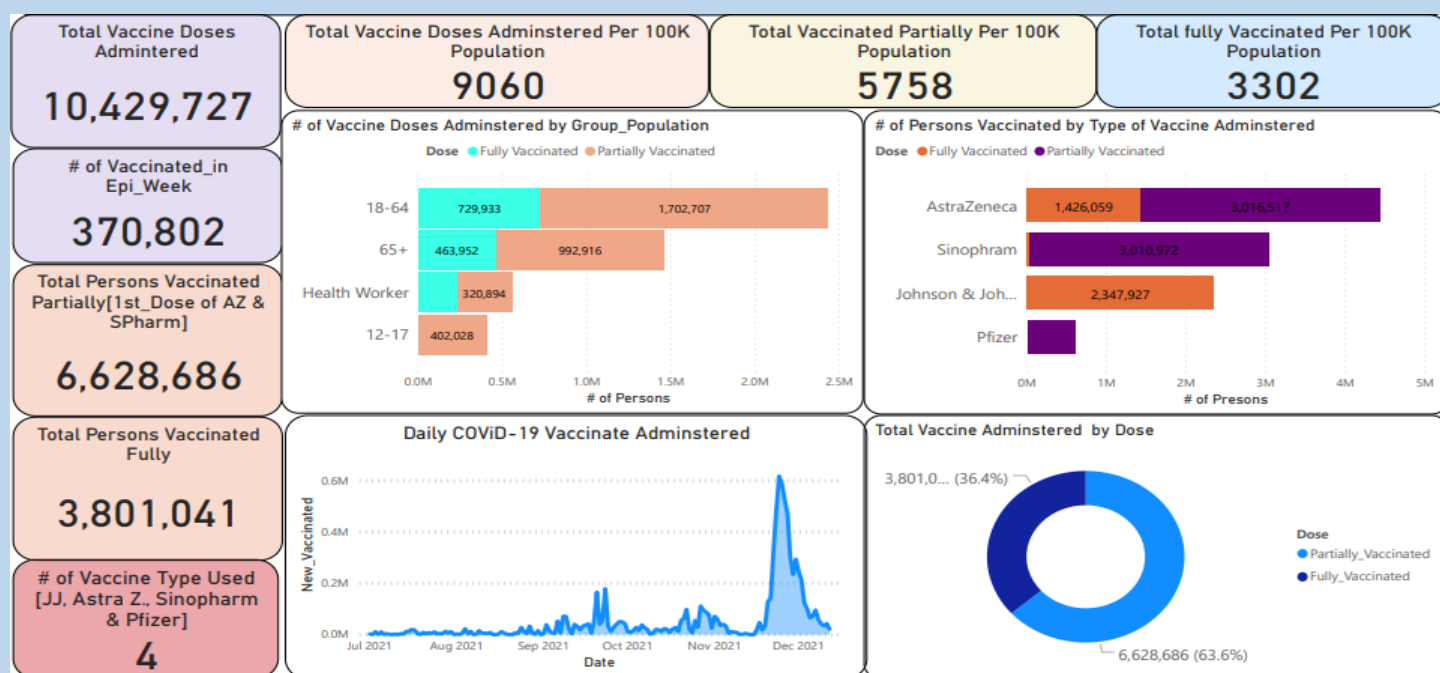 Total Vaccine Doses
Admintered
10,429,727
Total Vaccine Doses Adminstered Per 100K
Population
9060
Total Vaccinated Partially Per 100K
Population
5758
Total fully Vaccinated Per 100K
Population
3302
# of Vaccinated_in
Epi_Week
370,802
Total Persons Vaccinated
Partially[1st_Dose of AZ &
SPharm]
6,628,686
Total Persons Vaccinated
Fully
3,801,041
# of Vaccine Type Used
[JJ, Astra Z., Sinopharm
& Pfizer]
4
# of Vaccine Doses Adminstered by Group_Population
Dose Fully Vaccinated Partially Vaccinated
18-64 729,933 1,702,707
65+ 463,952 992,916
Health Worker 320,894
12-17 402,028
0.0M 0.5M 1.0M 1.5M 2.0M 2.5M
# of Persons
# of Persons Vaccinated by Type of Vaccine Adminstered
Dose Fully Vaccinated Partially Vaccinated
AstraZeneca 1,426,059 3,016,517
Sinophram 3,010,972
Johnson & Joh... 2,347,927
Pfizer
0M 1M 2M 3M 4M 5M
# of Presons
Daily COViD-19 Vaccinate Adminstered
New_Vaccinated
0.6M
0.4M
0.2M
0.0M
Jul 2021 Aug 2021 Sep 2021 Oct 2021 Nov 2021 Dec 2021
Date
Total Vaccine Adminstered by Dose
3,801,0... (36.4%)
Dose
Partially_Vaccinated
Fully_Vaccinated
6,628,686 (63.6%)